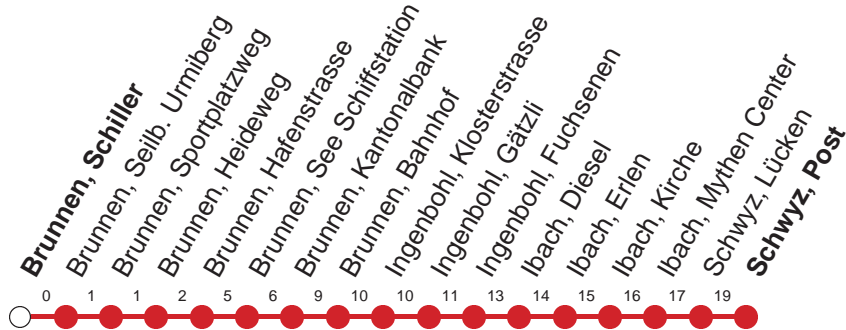 Brunnen, Schiller
Brunnen, Seilb. Urmiberg
Brunnen, Sportplatzweg
Brunnen, Heideweg
Brunnen, Hafenstrasse
Brunnen, See Schiffstation
Brunnen, Kantonalbank
Brunnen, Bahnhof
Ingenbohl, Klosterstrasse
Ingenbohl, Gätzli
Ingenbohl, Fuchsenen
Ibach, Diesel
Ibach, Erlen
Ibach, Kirche
Ibach, Mythen Center
Schwyz, Lücken
Schwyz, Post
0 1 1 2 5 6 9 10 10 11 13 14 15 16 17 19